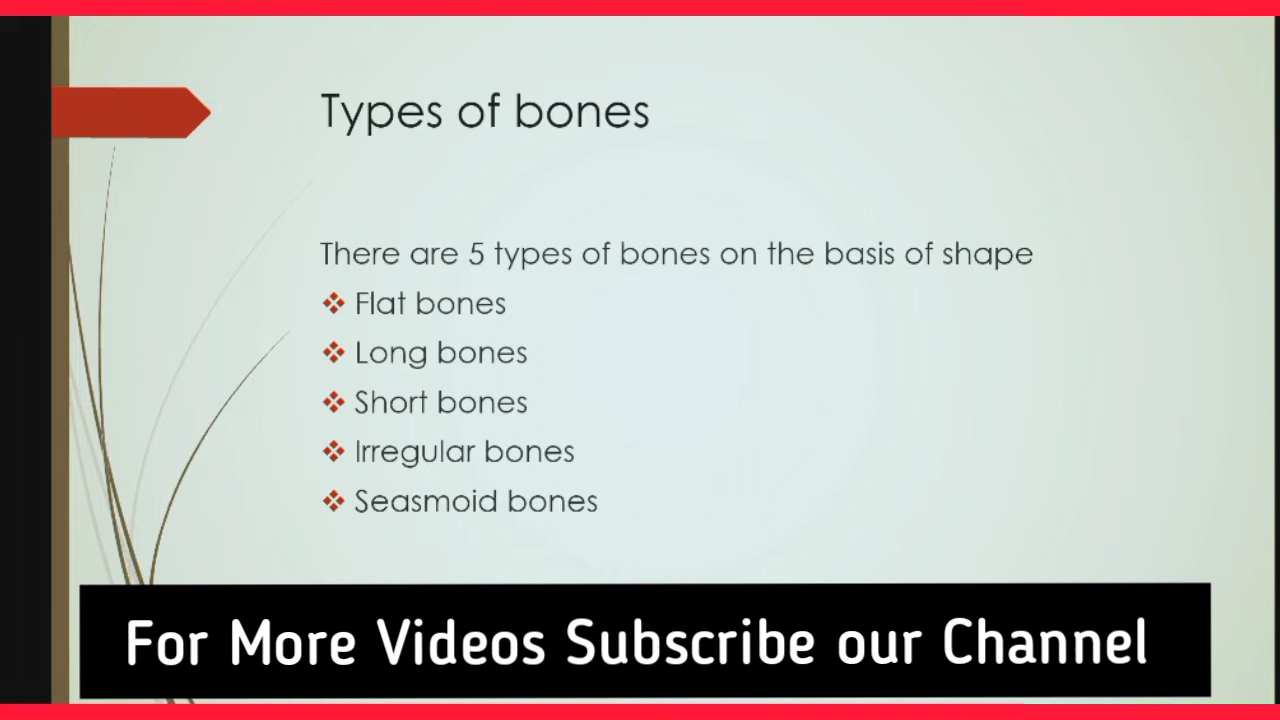 Types of bones
There are 5 types of bones on the basis of shape
Flat bones
Long bones
Short bones
Irregular bones
Seasmoid bones
For More Videos Subscribe our Channel